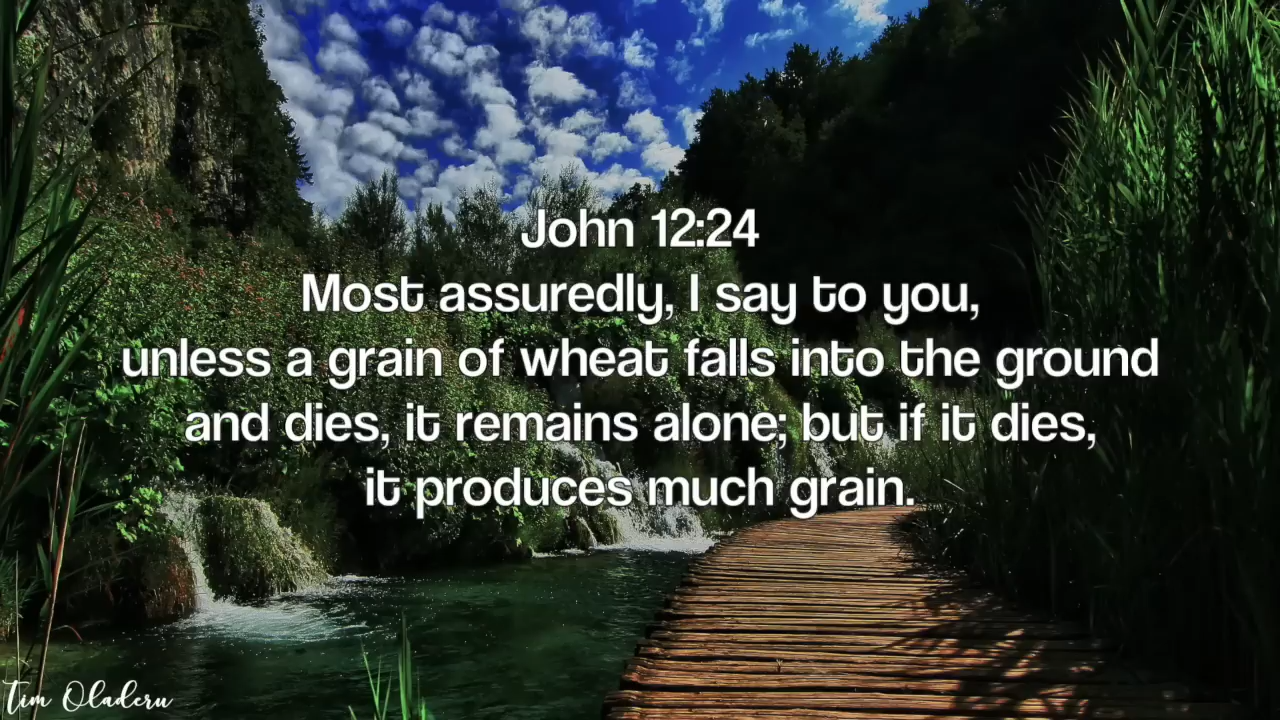 John 12:24
Most assuredly, I say to you,
unless a grain of wheat falls into the ground
and dies, it remains alone; but if it dies,
it produces much grain.
Tim Oladeru